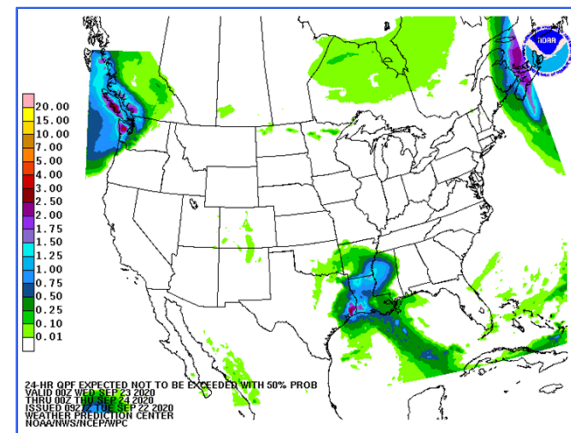 NOAA
20.00
15.00
10.00
7.00
5.00
4.00
3.00
2.50
2.00
1.75
1.50
1.25
1.00
0.75
0.50
0.25
0.10
0.01
24-HR QPF EXPECTED NOT TO BE EXCEEDED WITH 50% PROB
VALID 00Z WED SEP 23 2020
THRU 00Z THU SEP 24 2020
ISSUED 0927Z TUE SEP 22 2020
WEATHER PREDICTION CENTER
NOAA/NWS/NCEP/WPC